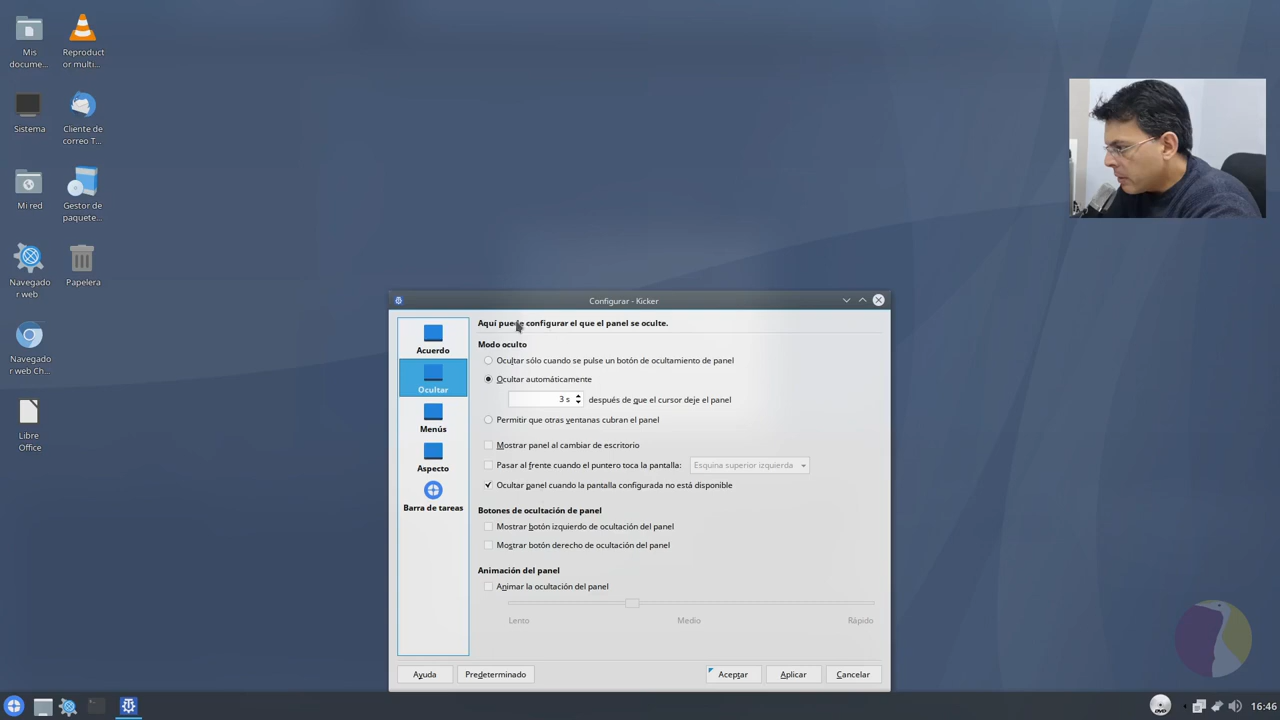 Mis
docume...
Reproduct
or multi...
Sistema
Cliente de
correo T...
Mi red
Gestor de
paquete...
Navegado
r web
Papelera
Navegado
r web Ch...
Libre
Office
Configurar - Kicker
Acuerdo
Ocultar
Menús
Aspecto
Barra de tareas
Aquí puede configurar el que el panel se oculte.
Modo oculto
Ocultar sólo cuando se pulse un botón de ocultamiento de panel
Ocultar automáticamente
3 s después de que el cursor deje el panel
Permitir que otras ventanas cubran el panel
Mostrar panel al cambiar de escritorio
Pasar al frente cuando el puntero toca la pantalla: Esquina superior izquierda
Ocultar panel cuando la pantalla configurada no está disponible
Botones de ocultación de panel
Mostrar botón izquierdo de ocultación del panel
Mostrar botón derecho de ocultación del panel
Animación del panel
Animar la ocultación del panel
Lento Medio Rápido
Ayuda Predeterminado Aceptar Aplicar Cancelar
DVD
16:46